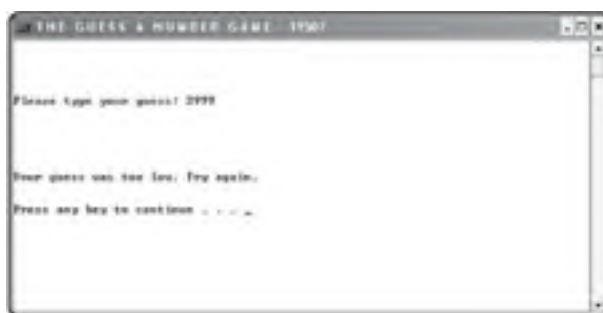 THE GUESS A NUMBER GAME - 19507
Please type your guess! 2999
Your guess was too low. Try again.
Press any key to continue . . . _